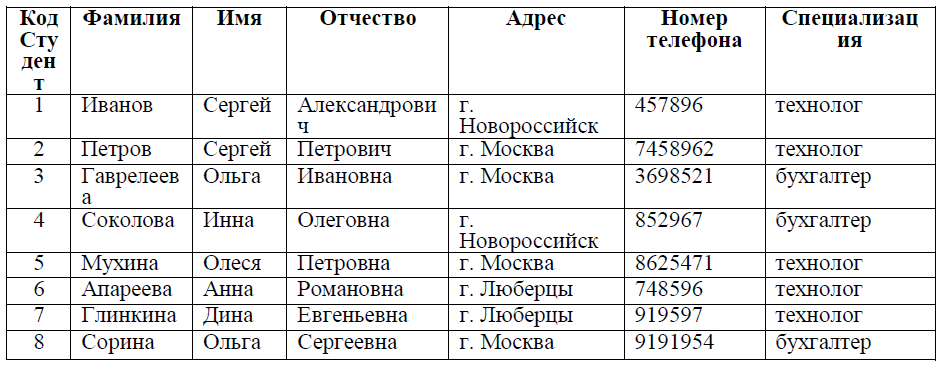 Код Студент Фамилия Имя Отчество Адрес Номер телефона Специализация
1 Иванов Сергей Александрович г. Новороссийск 457896 технолог
2 Петров Сергей Петрович г. Москва 7458962 технолог
3 Гаврелеева Ольга Ивановна г. Москва 3698521 бухгалтер
4 Соколова Инна Олеговна г. Новороссийск 852967 бухгалтер
5 Мухина Олеся Петровна г. Москва 8625471 технолог
6 Апареева Анна Романовна г. Люберцы 748596 технолог
7 Глинкина Дина Евгеньевна г. Люберцы 919597 технолог
8 Сорина Ольга Сергеевна г. Москва 9191954 бухгалтер